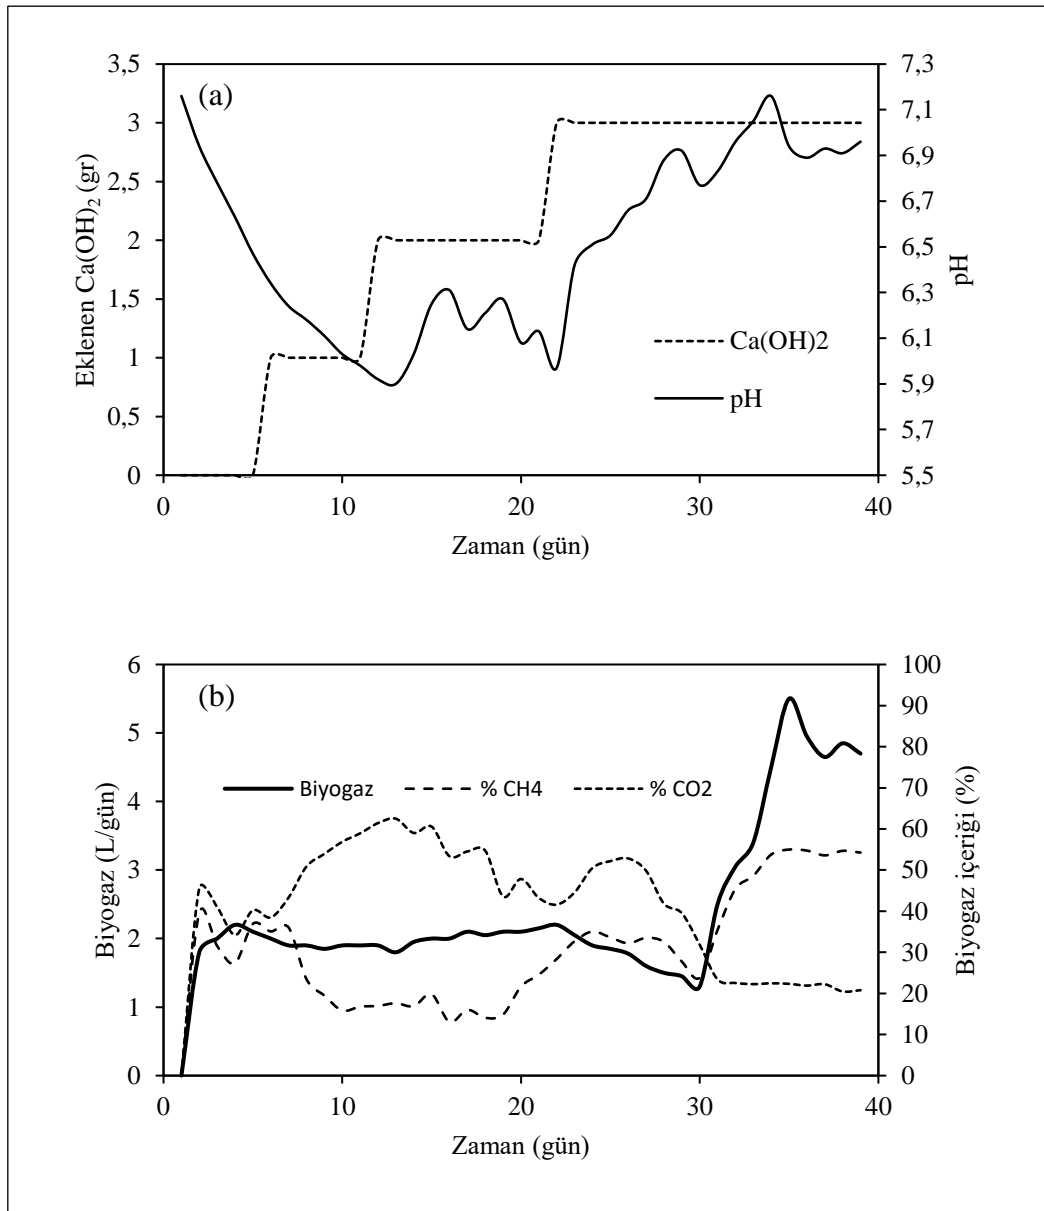 (a)
Eklenen Ca(OH)2 (gr)
3,5
3
2,5
2
1,5
1
0,5
0
7,3
7,1
6,9
6,7
6,5
6,3
6,1
5,9
5,7
5,5
pH
Ca(OH)2
pH
0 10 20 30 40
Zaman (gün)
(b)
Biyogaz (L/gün)
6
5
4
3
2
1
0
100
90
80
70
60
50
40
30
20
10
0
Biyogaz içeriği (%)
Biyogaz % CH4 % CO2
0 10 20 30 40
Zaman (gün)